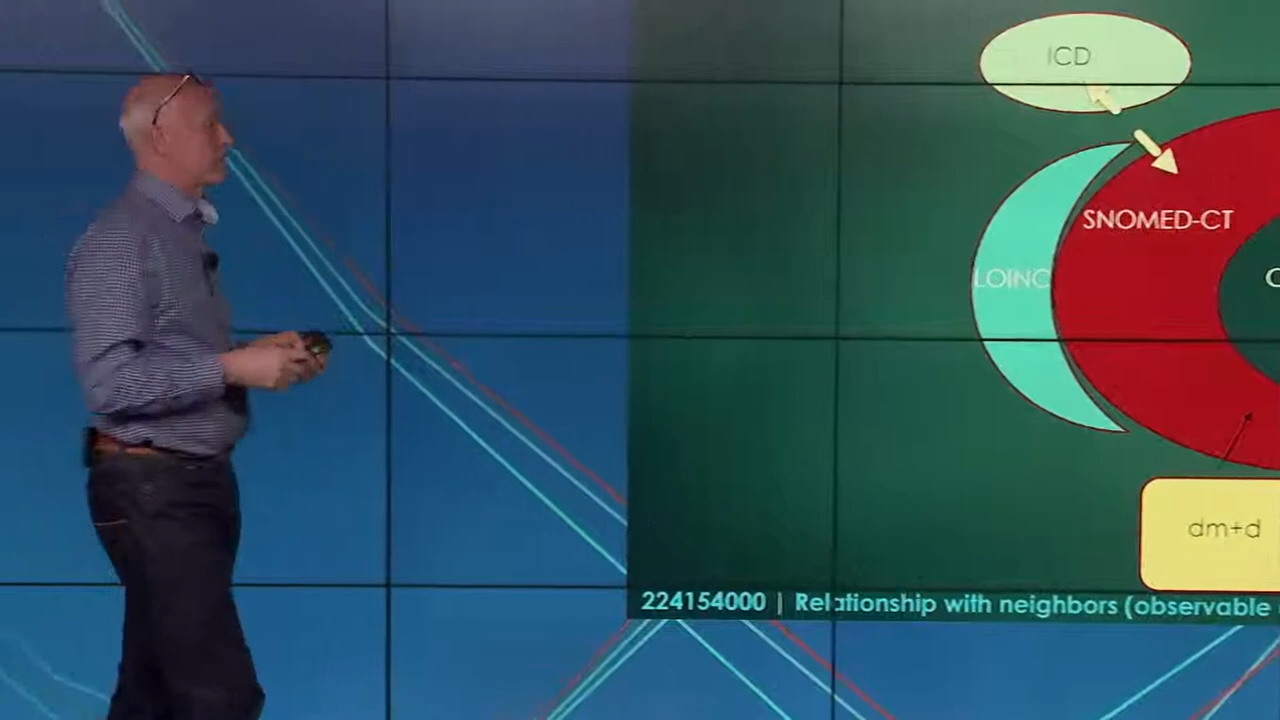 ICD
SNOMED-CT
LOINC
C
dm+d
224154000 | Relationship with neighbors (observable